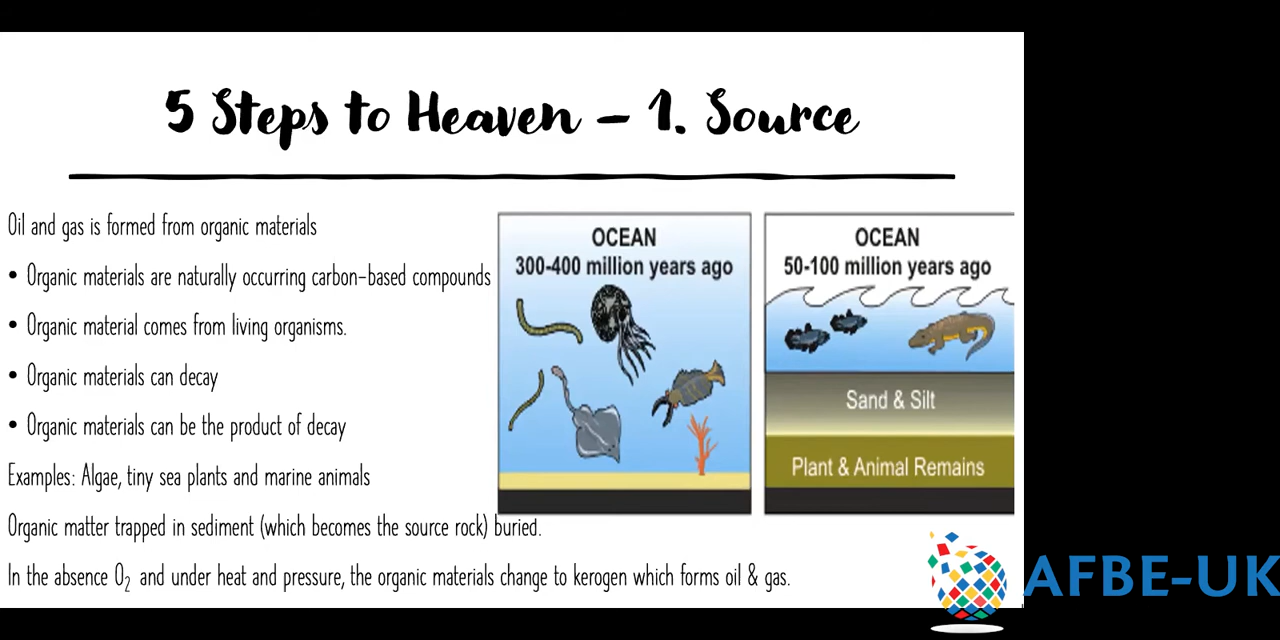 5 Steps to Heaven – 1. Source
Oil and gas is formed from organic materials
• Organic materials are naturally occurring carbon-based compounds
• Organic material comes from living organisms.
• Organic materials can decay
• Organic materials can be the product of decay
Examples: Algae, tiny sea plants and marine animals
Organic matter trapped in sediment (which becomes the source rock) buried.
In the absence O₂ and under heat and pressure, the organic materials change to kerogen which forms oil & gas.
OCEAN
300-400 million years ago
OCEAN
50-100 million years ago
Sand & Silt
Plant & Animal Remains
AFBE-UK